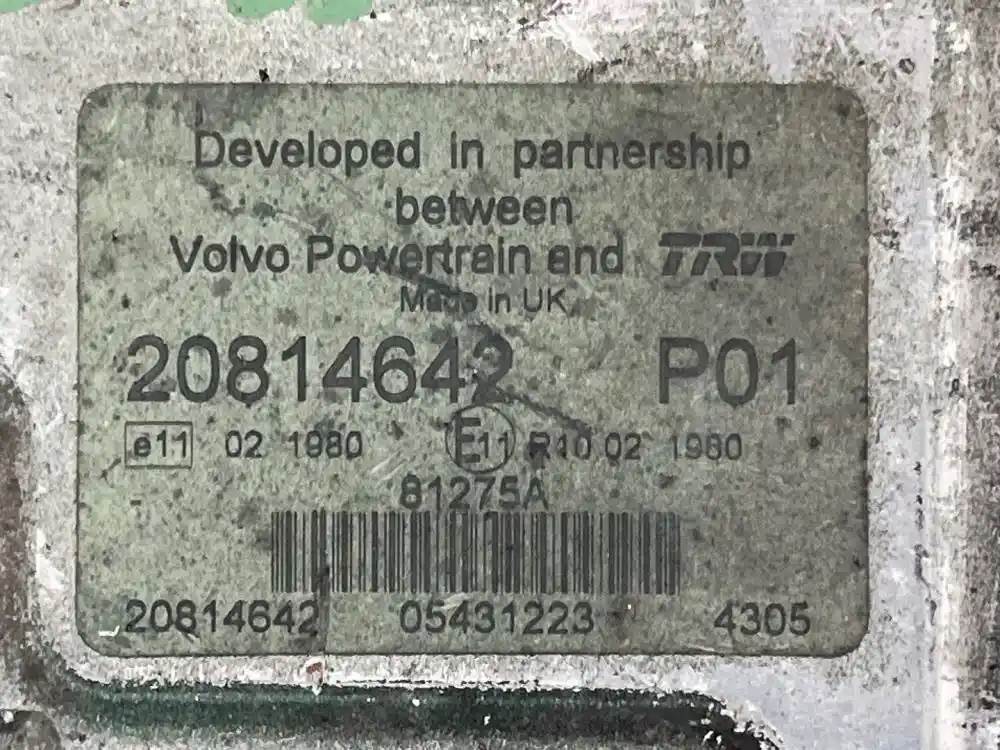 Developed in partnership
between
Volvo Powertrain and TRW
Made in UK
20814642 P01
e11 02 1980 E11 R10 02 1980
81275A
20814642 05431223 4305